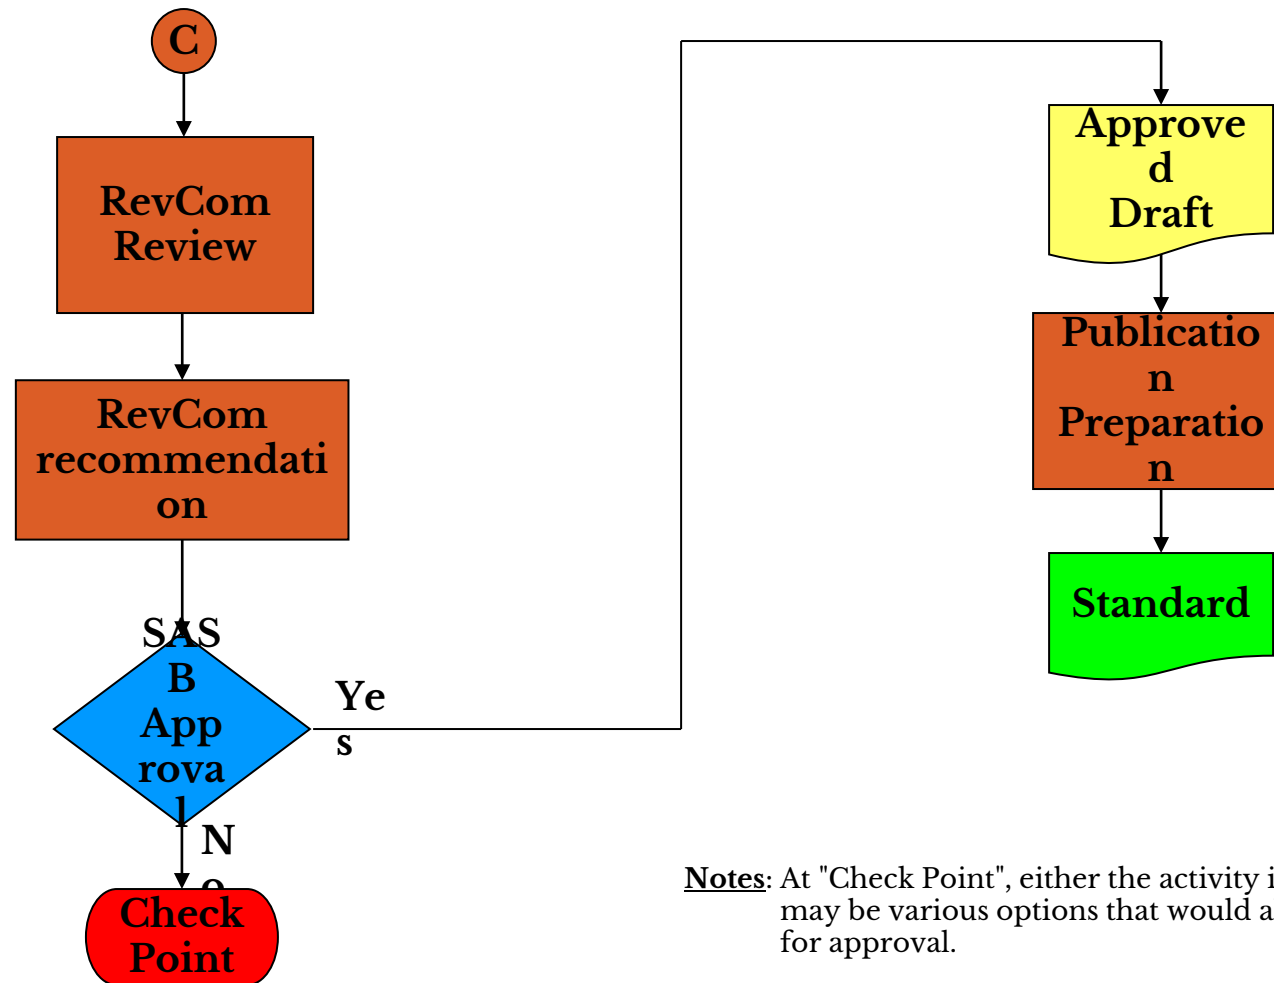 C
RevCom
Review
RevCom
recommendati
on
SAS
B
App
rova
l
Ye
s
N
o
Check
Point
Approve
d
Draft
Publicatio
n
Preparatio
n
Standard
Notes: At "Check Point", either the activity i
may be various options that would a
for approval.